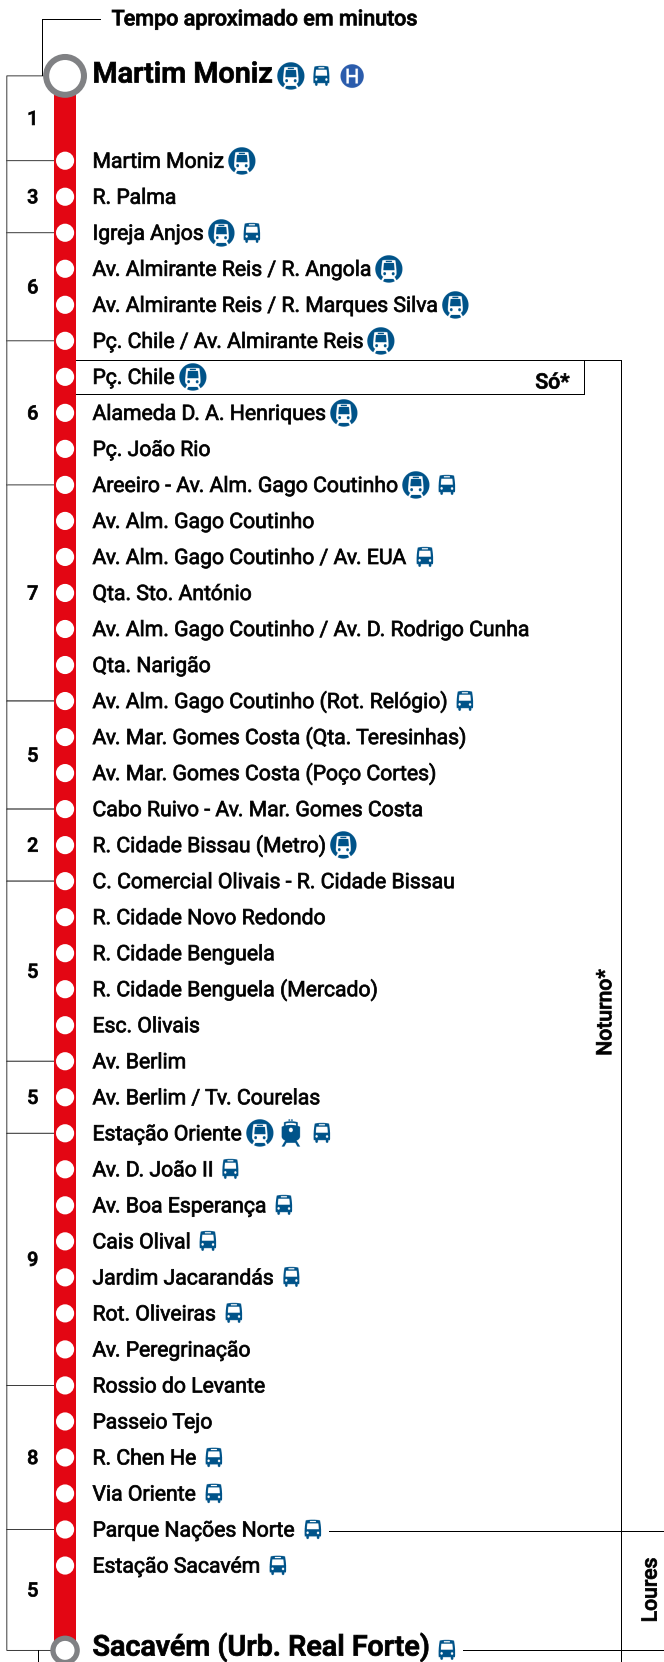 Tempo aproximado em minutos
Martim Moniz H
1
Martim Moniz
3 R. Palma
Igreja Anjos
Av. Almirante Reis / R. Angola
6
Av. Almirante Reis / R. Marques Silva
Pç. Chile / Av. Almirante Reis
Pç. Chile Só*
6 Alameda D. A. Henriques
Pç. João Rio
Areeiro - Av. Alm. Gago Coutinho
Av. Alm. Gago Coutinho
Av. Alm. Gago Coutinho / Av. EUA
7 Qta. Sto. António
Av. Alm. Gago Coutinho / Av. D. Rodrigo Cunha
Qta. Narigão
Av. Alm. Gago Coutinho (Rot. Relógio)
Av. Mar. Gomes Costa (Qta. Teresinhas)
5
Av. Mar. Gomes Costa (Poço Cortes)
Cabo Ruivo - Av. Mar. Gomes Costa
2 R. Cidade Bissau (Metro)
C. Comercial Olivais - R. Cidade Bissau
R. Cidade Novo Redondo
R. Cidade Benguela
5
R. Cidade Benguela (Mercado)
Noturno*
Esc. Olivais
Av. Berlim
5 Av. Berlim / Tv. Courelas
Estação Oriente
Av. D. João II
Av. Boa Esperança
Cais Olival
9
Jardim Jacarandás
Rot. Oliveiras
Av. Peregrinação
Rossio do Levante
Passeio Tejo
8 R. Chen He
Via Oriente
Parque Nações Norte
Estação Sacavém
5
Loures
Sacavém (Urb. Real Forte)